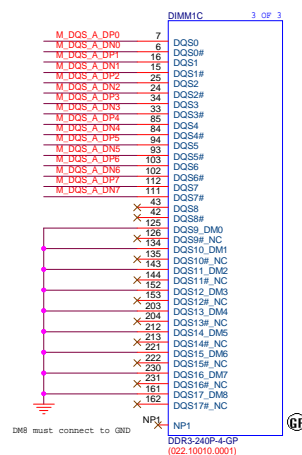 DIMM1C 3 OF 3
M_DQS_A_DP0 7 DQS0
M_DQS_A_DN0 6 DQS0#
M_DQS_A_DP1 16 DQS1
M_DQS_A_DN1 15 DQS1#
M_DQS_A_DP2 25 DQS2
M_DQS_A_DN2 24 DQS2#
M_DQS_A_DP3 34 DQS3
M_DQS_A_DN3 33 DQS3#
M_DQS_A_DP4 85 DQS4
M_DQS_A_DN4 84 DQS4#
M_DQS_A_DP5 94 DQS5
M_DQS_A_DN5 93 DQS5#
M_DQS_A_DP6 103 DQS6
M_DQS_A_DN6 102 DQS6#
M_DQS_A_DP7 112 DQS7
M_DQS_A_DN7 111 DQS7#
43 DQS8
42 DQS8#
125 DQS9_DM0
126 DQS9#_NC
134 DQS10_DM1
135 DQS10#_NC
143 DQS11_DM2
144 DQS11#_NC
152 DQS12_DM3
153 DQS12#_NC
203 DQS13_DM4
204 DQS13#_NC
212 DQS14_DM5
213 DQS14#_NC
221 DQS15_DM6
222 DQS15#_NC
230 DQS16_DM7
231 DQS16#_NC
161 DQS17_DM8
162 DQS17#_NC
NP1 NP1
DM8 must connect to GND
DDR3-240P-4-GP
(022.10010.0001)